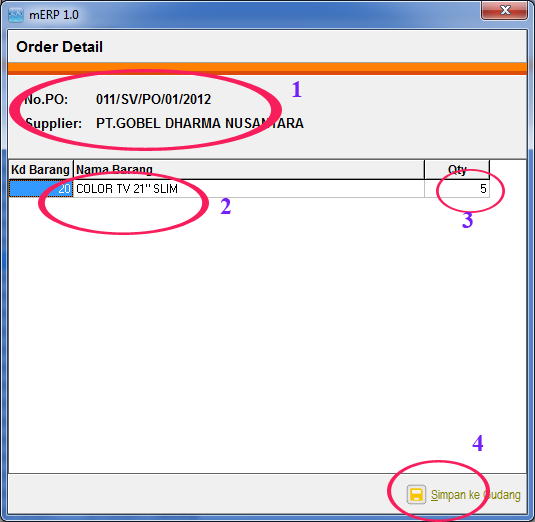 mERP 1.0
Order Detail
No.PO: 011/SV/PO/01/2012 1
Supplier: PT.GOBEL DHARMA NUSANTARA
Kd Barang Nama Barang Qty
20 COLOR TV 21" SLIM 5
2 3
4
Simpan ke Gudang